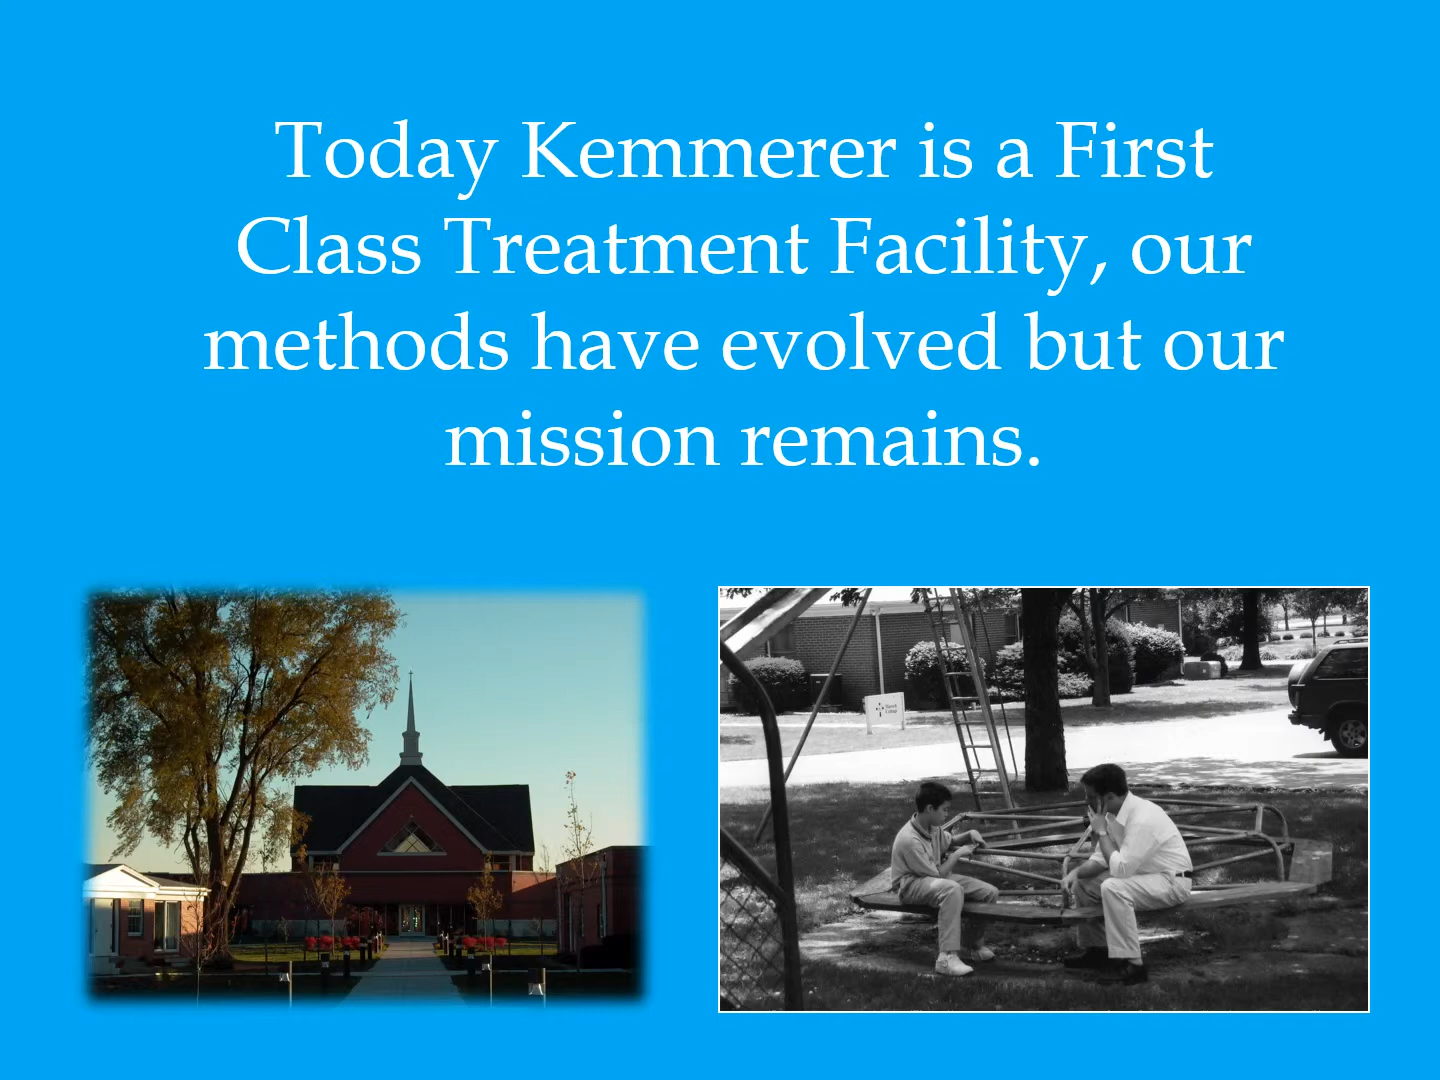 Today Kemmerer is a First
Class Treatment Facility, our
methods have evolved but our
mission remains.